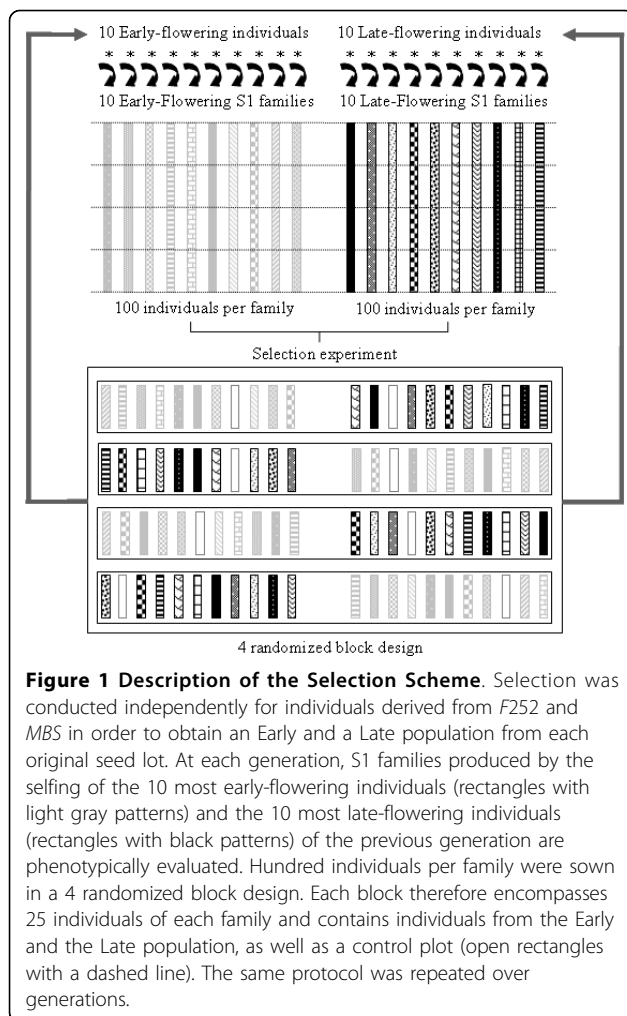 10 Early-flowering individuals 10 Late-flowering individuals
* * * * * * * * * * * * * * * * * * * *
10 Early-Flowering S1 families 10 Late-Flowering S1 families
100 individuals per family 100 individuals per family
Selection experiment
4 randomized block design
Figure 1 Description of the Selection Scheme. Selection was
conducted independently for individuals derived from F252 and
MBS in order to obtain an Early and a Late population from each
original seed lot. At each generation, S1 families produced by the
selfing of the 10 most early-flowering individuals (rectangles with
light gray patterns) and the 10 most late-flowering individuals
(rectangles with black patterns) of the previous generation are
phenotypically evaluated. Hundred individuals per family were sown
in a 4 randomized block design. Each block therefore encompasses
25 individuals of each family and contains individuals from the Early
and the Late population, as well as a control plot (open rectangles
with a dashed line). The same protocol was repeated over
generations.